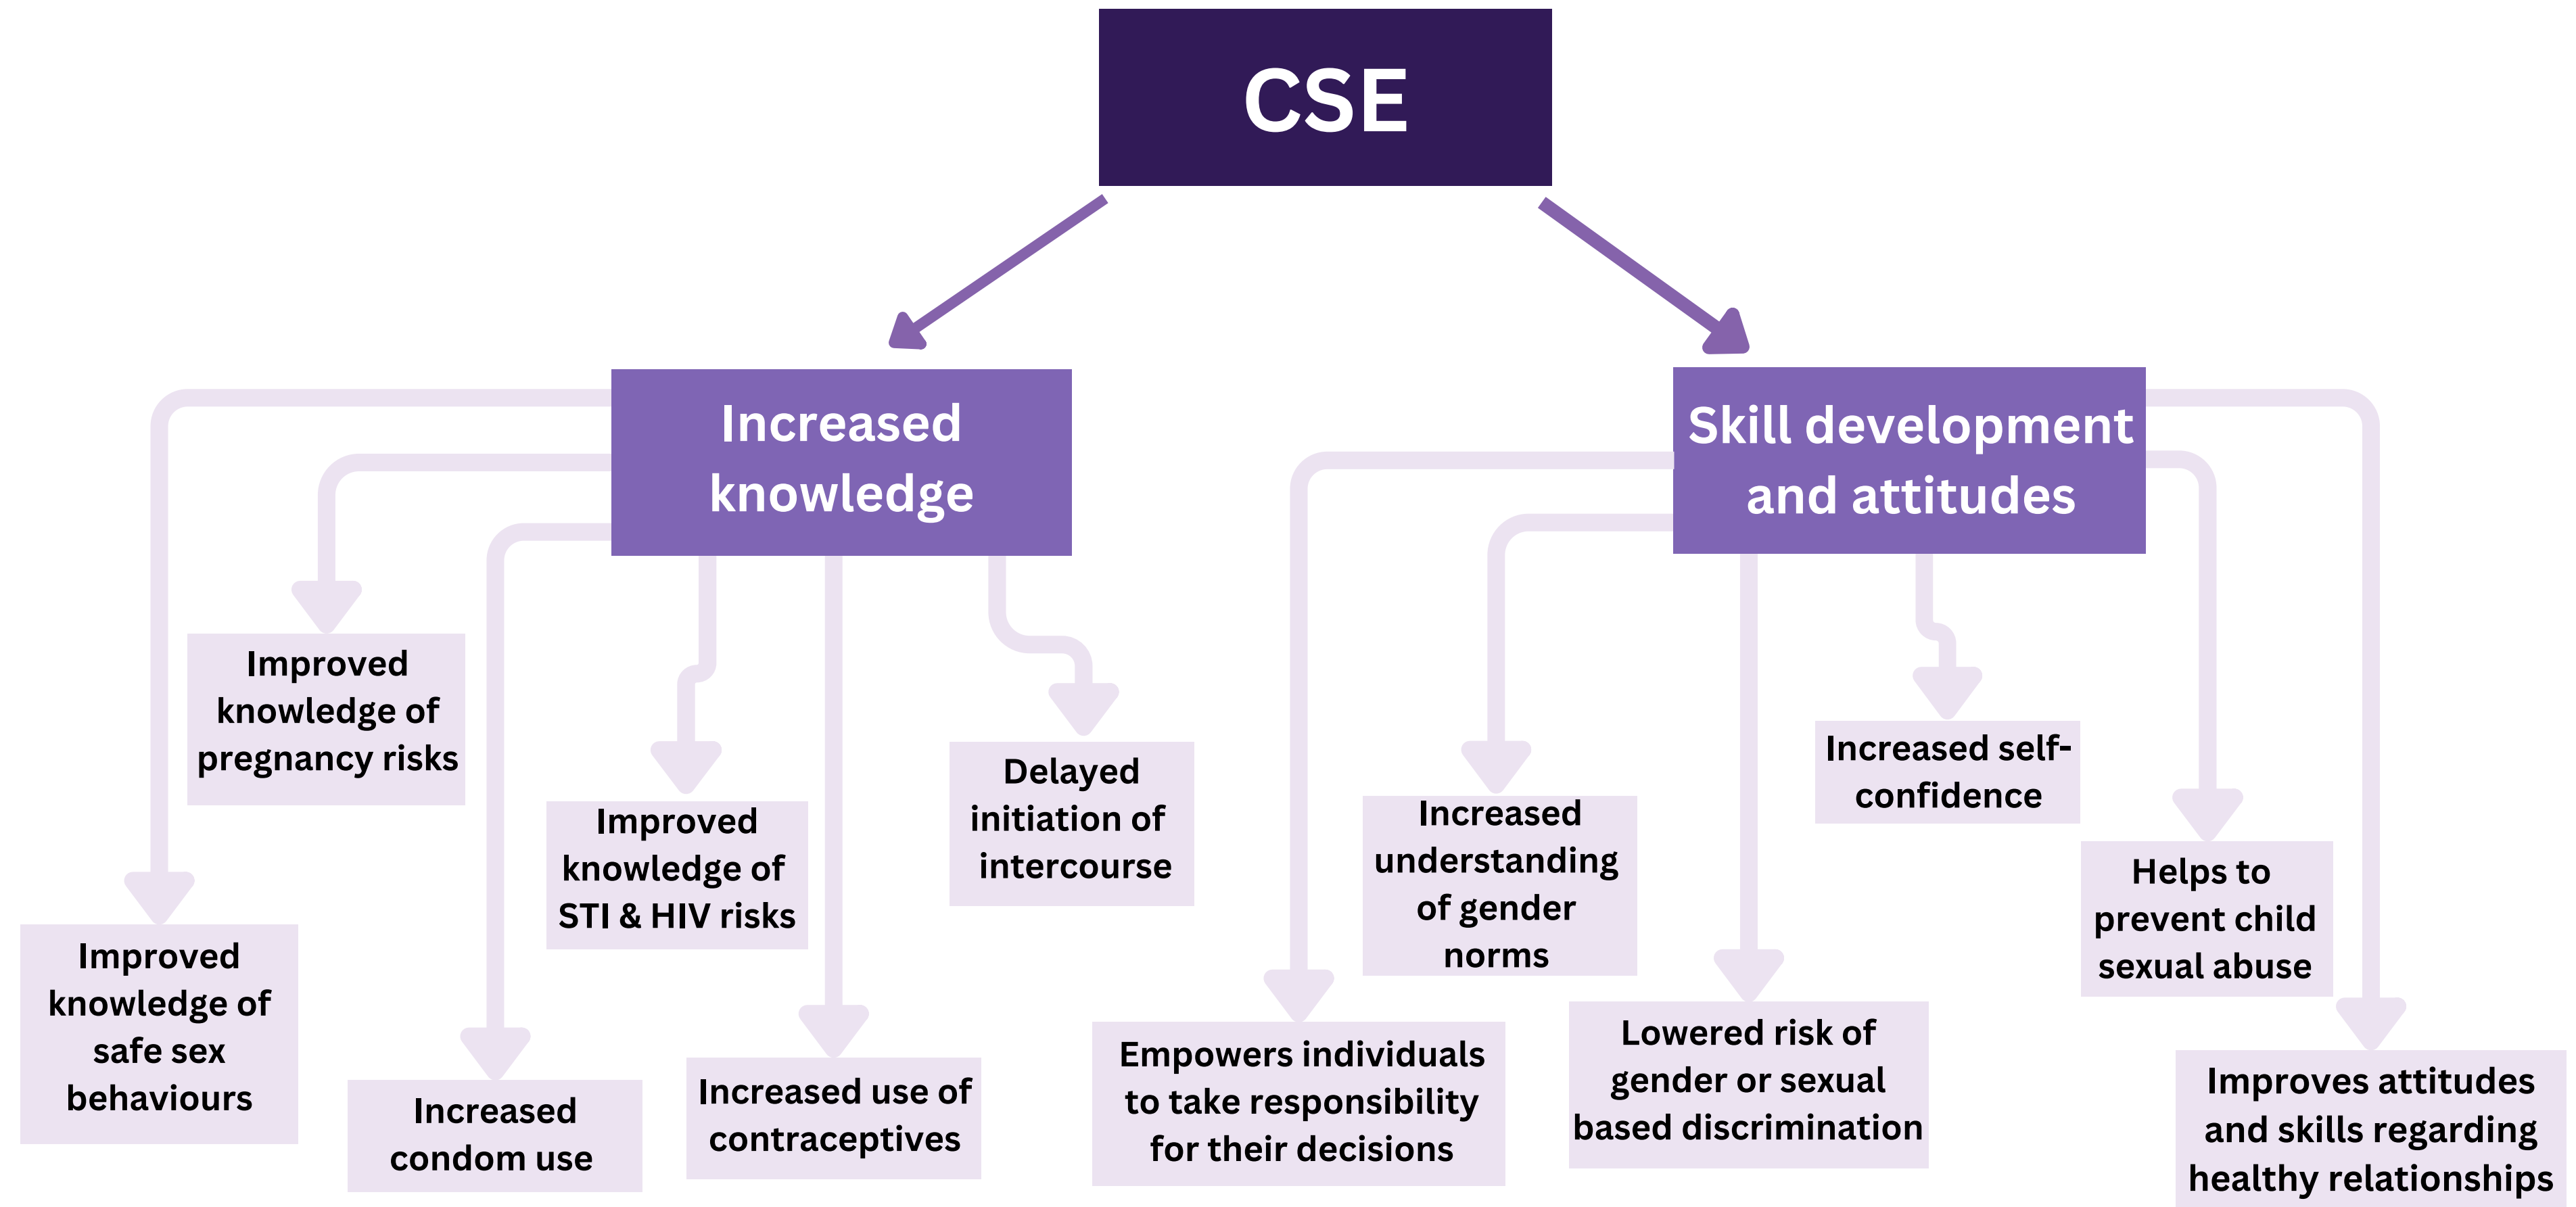 CSE
Increased
knowledge
Skill development
and attitudes
Improved
knowledge of
safe sex
behaviours
Improved
knowledge of
pregnancy risks
Increased
condom use
Improved
knowledge of
STI & HIV risks
Increased use of
contraceptives
Delayed
initiation of
intercourse
Empowers individuals
to take responsibility
for their decisions
Increased
understanding
of gender
norms
Lowered risk of
gender or sexual
based discrimination
Increased self-
confidence
Helps to
prevent child
sexual abuse
Improves attitudes
and skills regarding
healthy relationships